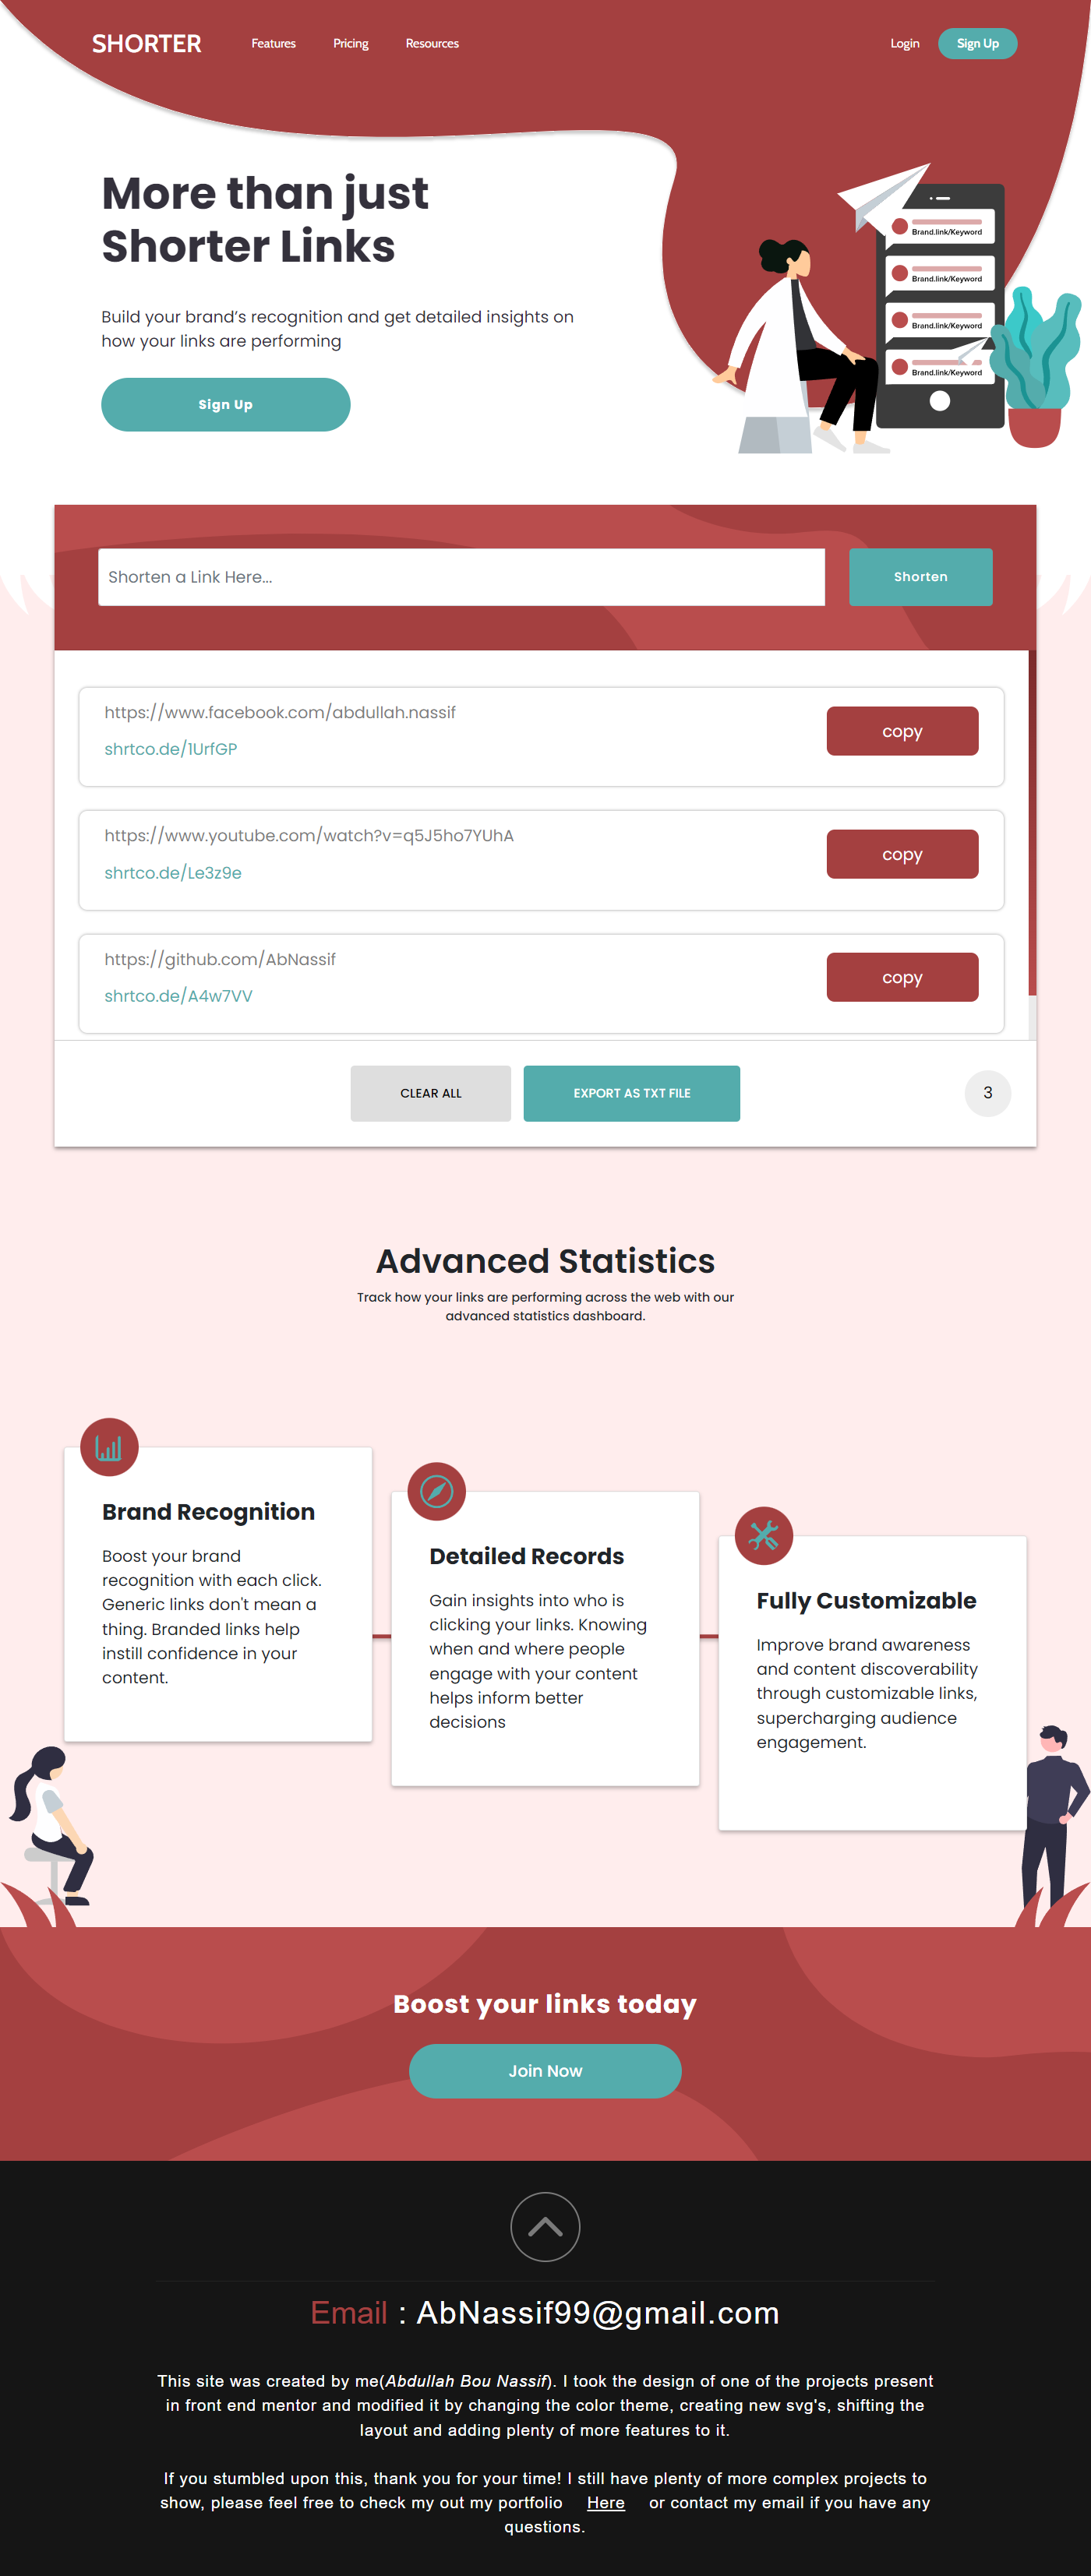 SHORTER Features Pricing Resources Login Sign Up
More than just
Shorter Links
Build your brand’s recognition and get detailed insights on
how your links are performing
Sign Up
Brand.link/Keyword
Brand.link/Keyword
Brand.link/Keyword
Brand.link/Keyword
Shorten a Link Here...
Shorten
https://www.facebook.com/abdullah.nassif
shrtco.de/1UrfGP
copy
https://www.youtube.com/watch?v=q5J5ho7YUhA
shrtco.de/Le3z9e
copy
https://github.com/AbNassif
shrtco.de/A4w7VV
copy
CLEAR ALL
EXPORT AS TXT FILE
3
Advanced Statistics
Track how your links are performing across the web with our
advanced statistics dashboard.
Brand Recognition
Boost your brand
recognition with each click.
Generic links don't mean a
thing. Branded links help
instill confidence in your
content.
Detailed Records
Gain insights into who is
clicking your links. Knowing
when and where people
engage with your content
helps inform better
decisions
Fully Customizable
Improve brand awareness
and content discoverability
through customizable links,
supercharging audience
engagement.
Boost your links today
Join Now
Email : AbNassif99@gmail.com
This site was created by me(Abdullah Bou Nassif). I took the design of one of the projects present
in front end mentor and modified it by changing the color theme, creating new svg's, shifting the
layout and adding plenty of more features to it.
If you stumbled upon this, thank you for your time! I still have plenty of more complex projects to
show, please feel free to check my out my portfolio Here or contact my email if you have any
questions.